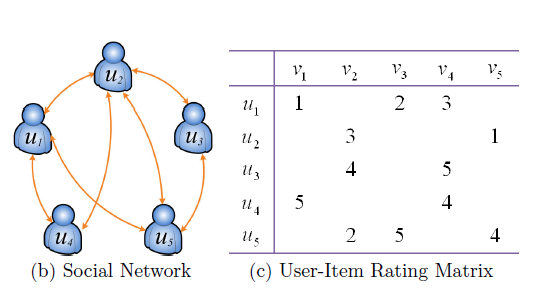 u2
u1
u3
u4
u5
(b) Social Network
v1 v2 v3 v4 v5
u1 1 2 3
u2 3 1
u3 4 5
u4 5 4
u5 2 5 4
(c) User-Item Rating Matrix